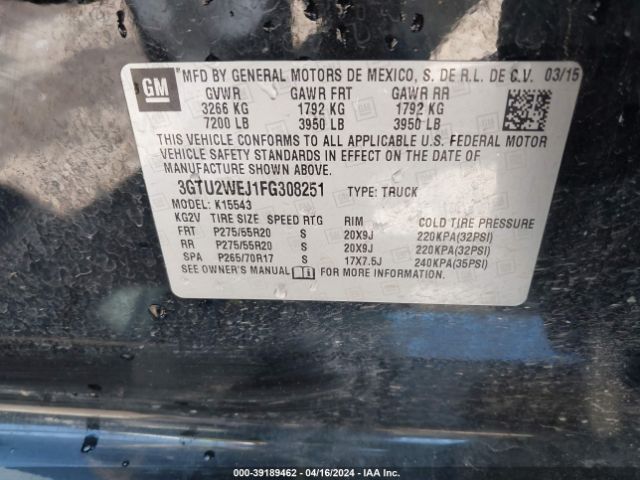 GM
MFD BY GENERAL MOTORS DE MEXICO, S. DE R.L. DE C.V. 03/15
GVWR GAWR FRT GAWR RR
3266 KG 1792 KG 1792 KG
7200 LB 3950 LB 3950 LB
THIS VEHICLE CONFORMS TO ALL APPLICABLE U.S. FEDERAL MOTOR
VEHICLE SAFETY STANDARDS IN EFFECT ON THE DATE OF
MANUFACTURE SHOWN ABOVE.
3GTU2WEJ1FG308251 TYPE: TRUCK
MODEL: K15543
KG2V TIRE SIZE SPEED RTG RIM COLD TIRE PRESSURE
FRT P275/55R20 S 20X9J 220KPA(32PSI)
RR P275/55R20 S 20X9J 220KPA(32PSI)
SPA P265/70R17 S 17X7.5J 240KPA(35PSI)
SEE OWNER'S MANUAL FOR MORE INFORMATION.
000-39189462 - 04/16/2024 - IAA Inc.